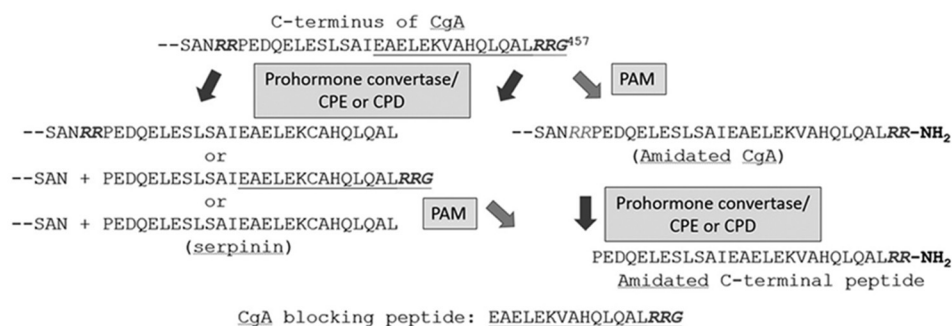 C-terminus of CgA
--SANRRPEDQELESLSAIEAELEKVAHQLQALRRG457
Prohormone convertase/
CPE or CPD
PAM
--SANRRPEDQELESLSAIEAELEKCAHQLQAL
or
--SAN + PEDQELESLSAIEAELEKCAHQLQALRRG
or
--SAN + PEDQELESLSAIEAELEKCAHQLQAL
(serpinin)
PAM
--SANRRPEDQELESLSAIEAELEKVAHQLQALRR-NH2
(Amidated CgA)
Prohormone convertase/
CPE or CPD
PEDQELESLSAIEAELEKVAHQLQALRR-NH2
Amidated C-terminal peptide
CgA blocking peptide: EAELEKVAHQLQALRRG